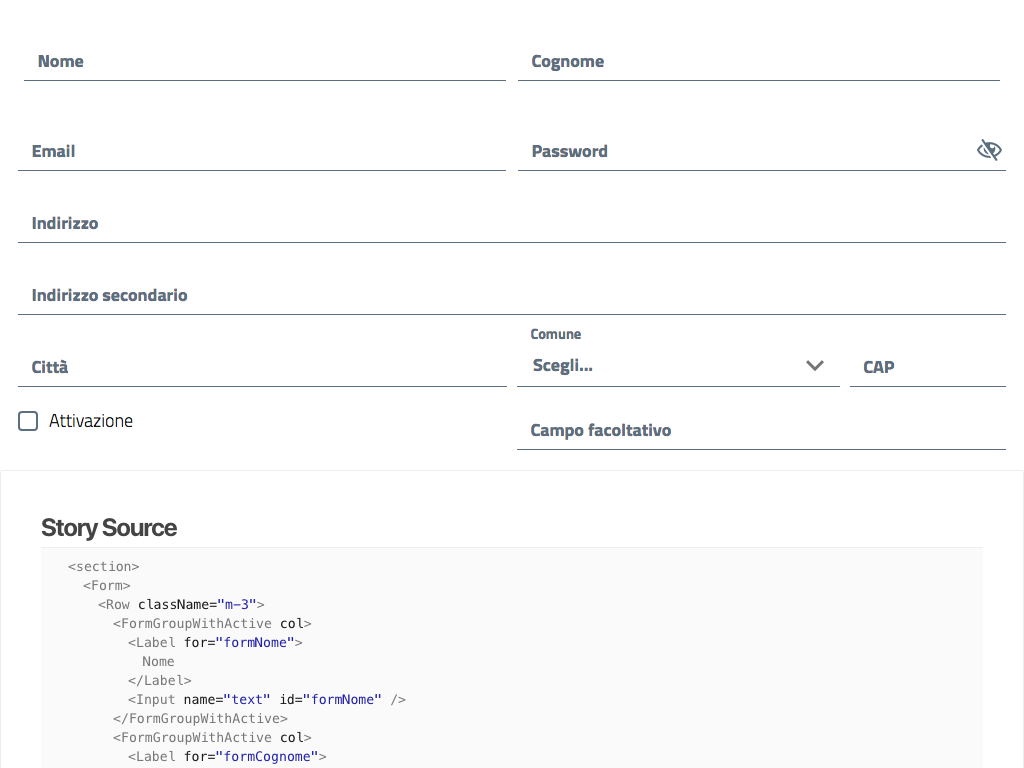 Nome
Cognome
Email
Password
Indirizzo
Indirizzo secondario
Città
Comune
Scegli...
CAP
Attivazione
Campo facoltativo
Story Source
<section>
<Form>
<Row className="m-3">
<FormGroupWithActive col>
<Label for="formNome">
Nome
</Label>
<Input name="text" id="formNome" />
</FormGroupWithActive>
<FormGroupWithActive col>
<Label for="formCognome">